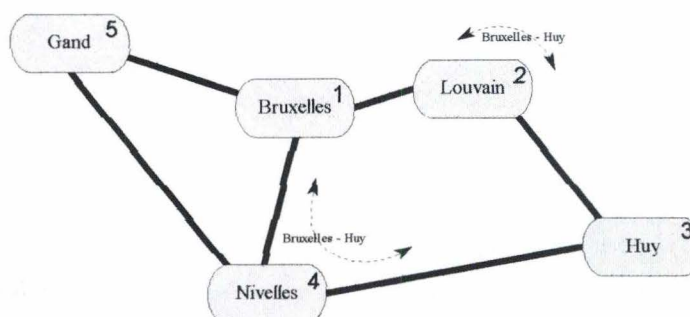 Gand 5
Bruxelles - Huy
Bruxelles 1
Louvain 2
Bruxelles - Huy
Huy 3
Nivelles 4